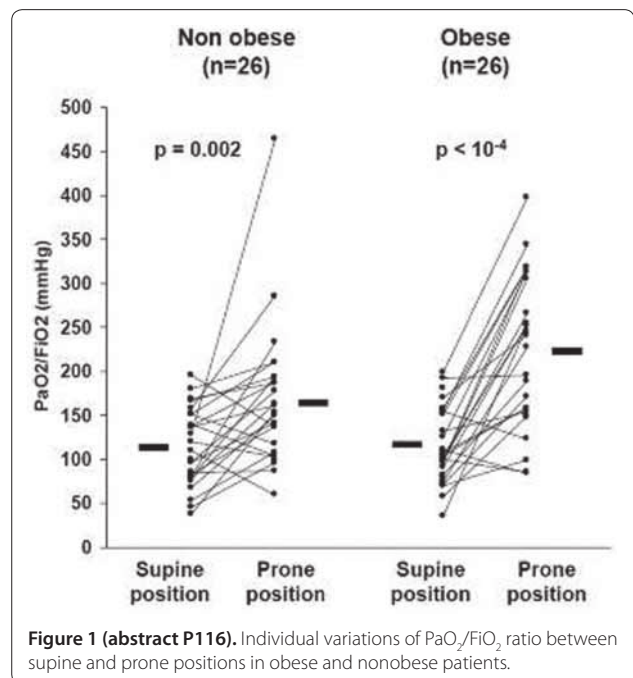 Non obese
(n=26)
Obese
(n=26)
PaO2/FiO2 (mmHg)
500
450
400
350
300
250
200
150
100
50
0
p = 0.002
p < 10⁻⁴
Supine
position
Prone
position
Supine
position
Prone
position
Figure 1 (abstract P116). Individual variations of PaO₂/FiO₂ ratio between
supine and prone positions in obese and nonobese patients.